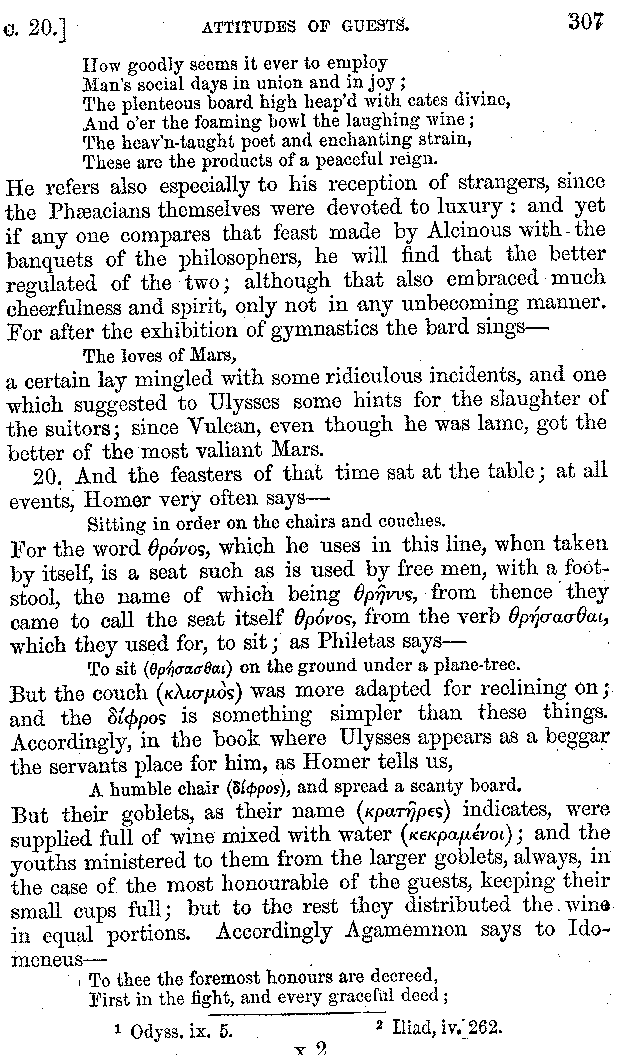 C. 20.] ATTITUDES OF GUESTS. 307
How goodly seems it ever to employ
Man's social days in union and in joy;
The plenteous board high heap'd with cates divine,
And o'er the foaming bowl the laughing wine;
The heav'n-taught poet and enchanting strain,
These are the products of a peaceful reign.
He refers also especially to his reception of strangers, since
the Phæacians themselves were devoted to luxury: and yet
if any one compares that feast made by Alcinous with the
banquets of the philosophers, he will find that the better
regulated of the two; although that also embraced much
cheerfulness and spirit, only not in any unbecoming manner.
For after the exhibition of gymnastics the bard sings—
The loves of Mars,
a certain lay mingled with some ridiculous incidents, and one
which suggested to Ulysses some hints for the slaughter of
the suitors; since Vulcan, even though he was lame, got the
better of the most valiant Mars.
20. And the feasters of that time sat at the table; at all
events, Homer very often says—
Sitting in order on the chairs and couches.
For the word θρόνος, which he uses in this line, when taken
by itself, is a seat such as is used by free men, with a foot-
stool, the name of which being θρῆνυς, from thence they
came to call the seat itself θρόνος, from the verb θρήσασθαι,
which they used for, to sit; as Philetas says—
To sit (θρήσασθαι) on the ground under a plane-tree.
But the couch (κλισμὸς) was more adapted for reclining on;
and the δίφρος is something simpler than these things.
Accordingly, in the book where Ulysses appears as a beggar
the servants place for him, as Homer tells us,
A humble chair (δίφρος), and spread a scanty board.
But their goblets, as their name (κρατῆρες) indicates, were
supplied full of wine mixed with water (κεκραμένοι); and the
youths ministered to them from the larger goblets, always, in
the case of the most honourable of the guests, keeping their
small cups full; but to the rest they distributed the wine
in equal portions. Accordingly Agamemnon says to Ido-
meneus—
To thee the foremost honours are decreed,
First in the fight, and every graceful deed;
¹ Odyss. ix. 5. ² Iliad, iv. 262.
x 2